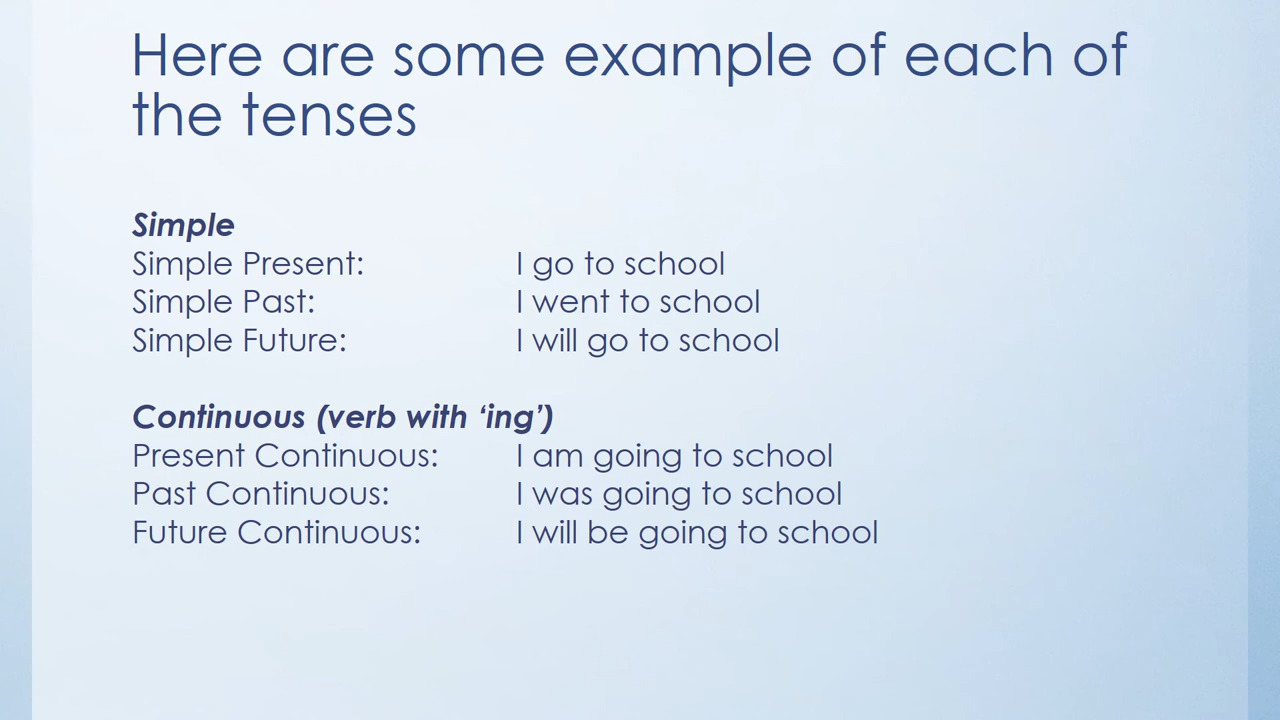 Here are some example of each of
the tenses
Simple
Simple Present: I go to school
Simple Past: I went to school
Simple Future: I will go to school
Continuous (verb with ‘ing’)
Present Continuous: I am going to school
Past Continuous: I was going to school
Future Continuous: I will be going to school